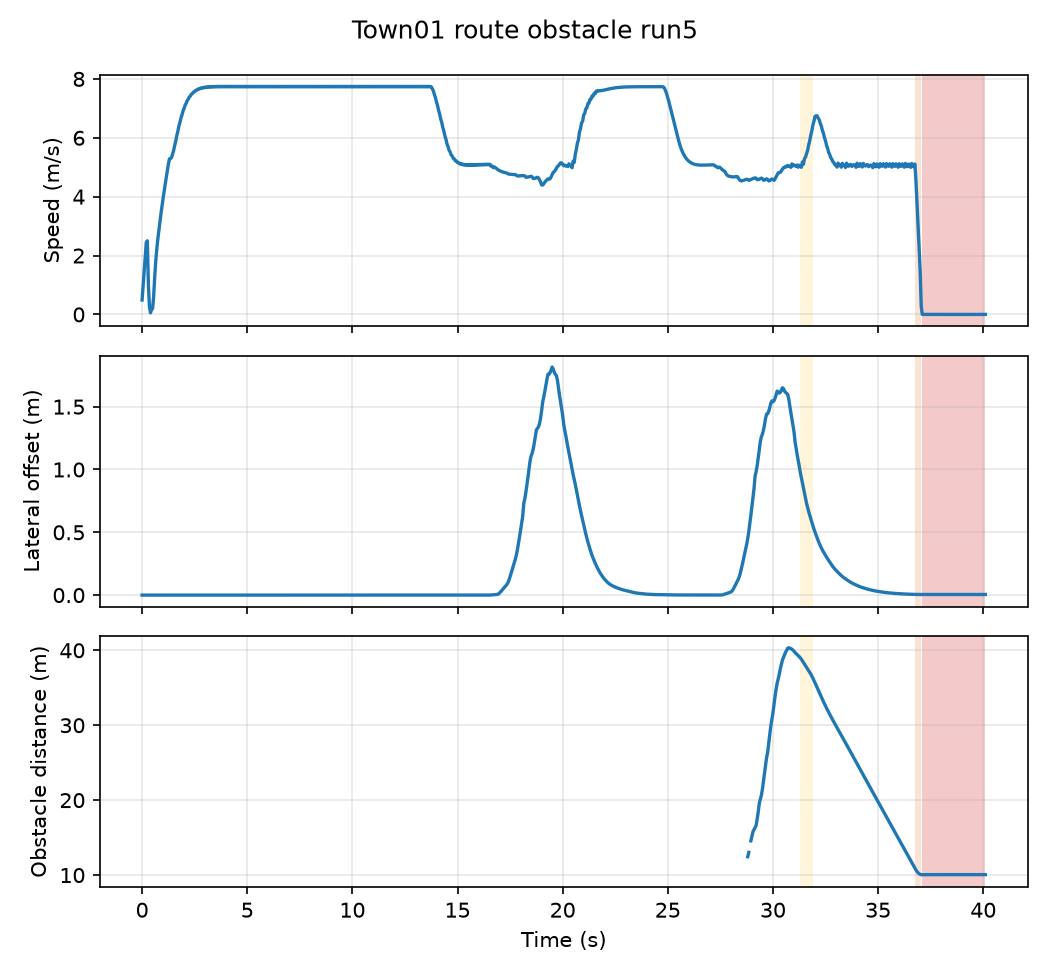 Town01 route obstacle run5
Speed (m/s)
8
6
4
2
0
Lateral offset (m)
1.5
1.0
0.5
0.0
Obstacle distance (m)
40
30
20
10
0 5 10 15 20 25 30 35 40
Time (s)